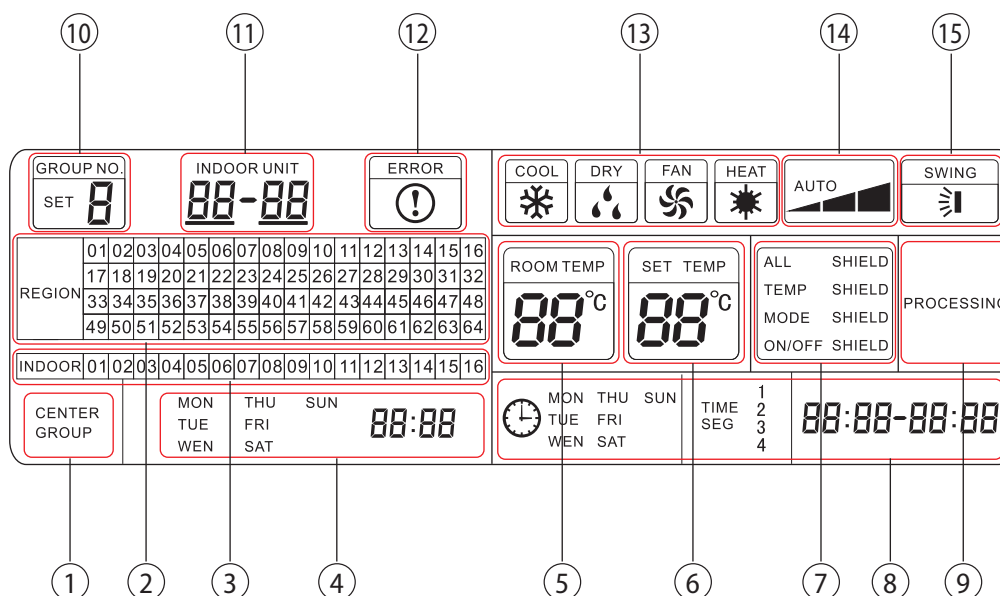 10 11 12 13 14 15
GROUP NO.
SET 8
INDOOR UNIT
88-88
ERROR
!
COOL DRY FAN HEAT
AUTO
SWING
REGION
01 02 03 04 05 06 07 08 09 10 11 12 13 14 15 16
17 18 19 20 21 22 23 24 25 26 27 28 29 30 31 32
33 34 35 36 37 38 39 40 41 42 43 44 45 46 47 48
49 50 51 52 53 54 55 56 57 58 59 60 61 62 63 64
INDOOR 01 02 03 04 05 06 07 08 09 10 11 12 13 14 15 16
ROOM TEMP
88°C
SET TEMP
88°C
ALL SHIELD
TEMP SHIELD
MODE SHIELD
ON/OFF SHIELD
PROCESSING
CENTER
GROUP
MON THU SUN
TUE FRI
WEN SAT
88:88
MON THU SUN
TUE FRI
WEN SAT
TIME
SEG
1
2
3
4
88:88-88:88
1 2 3 4 5 6 7 8 9